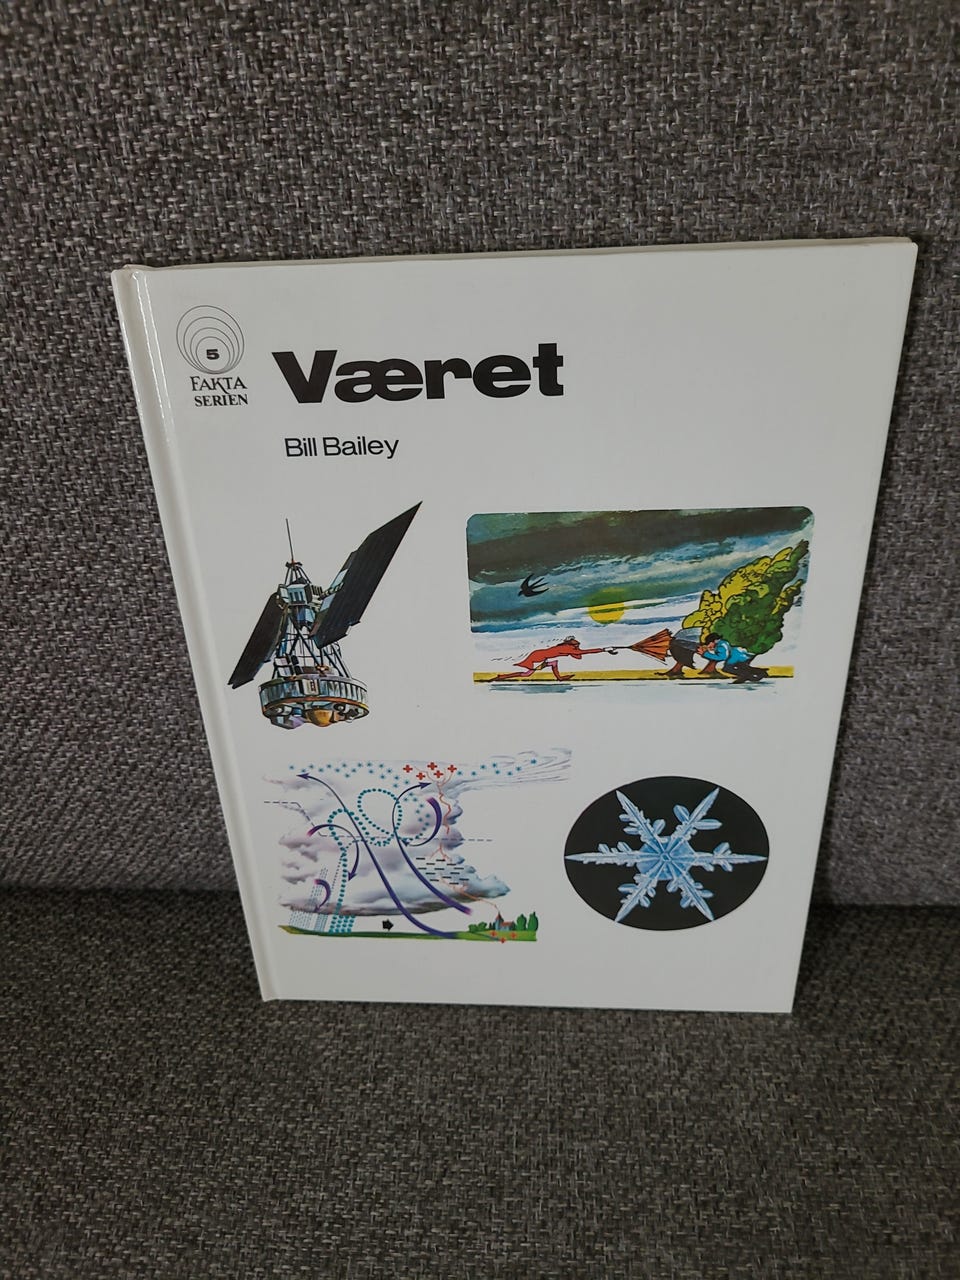 5
FAKTA
SERIEN
Været
Bill Bailey